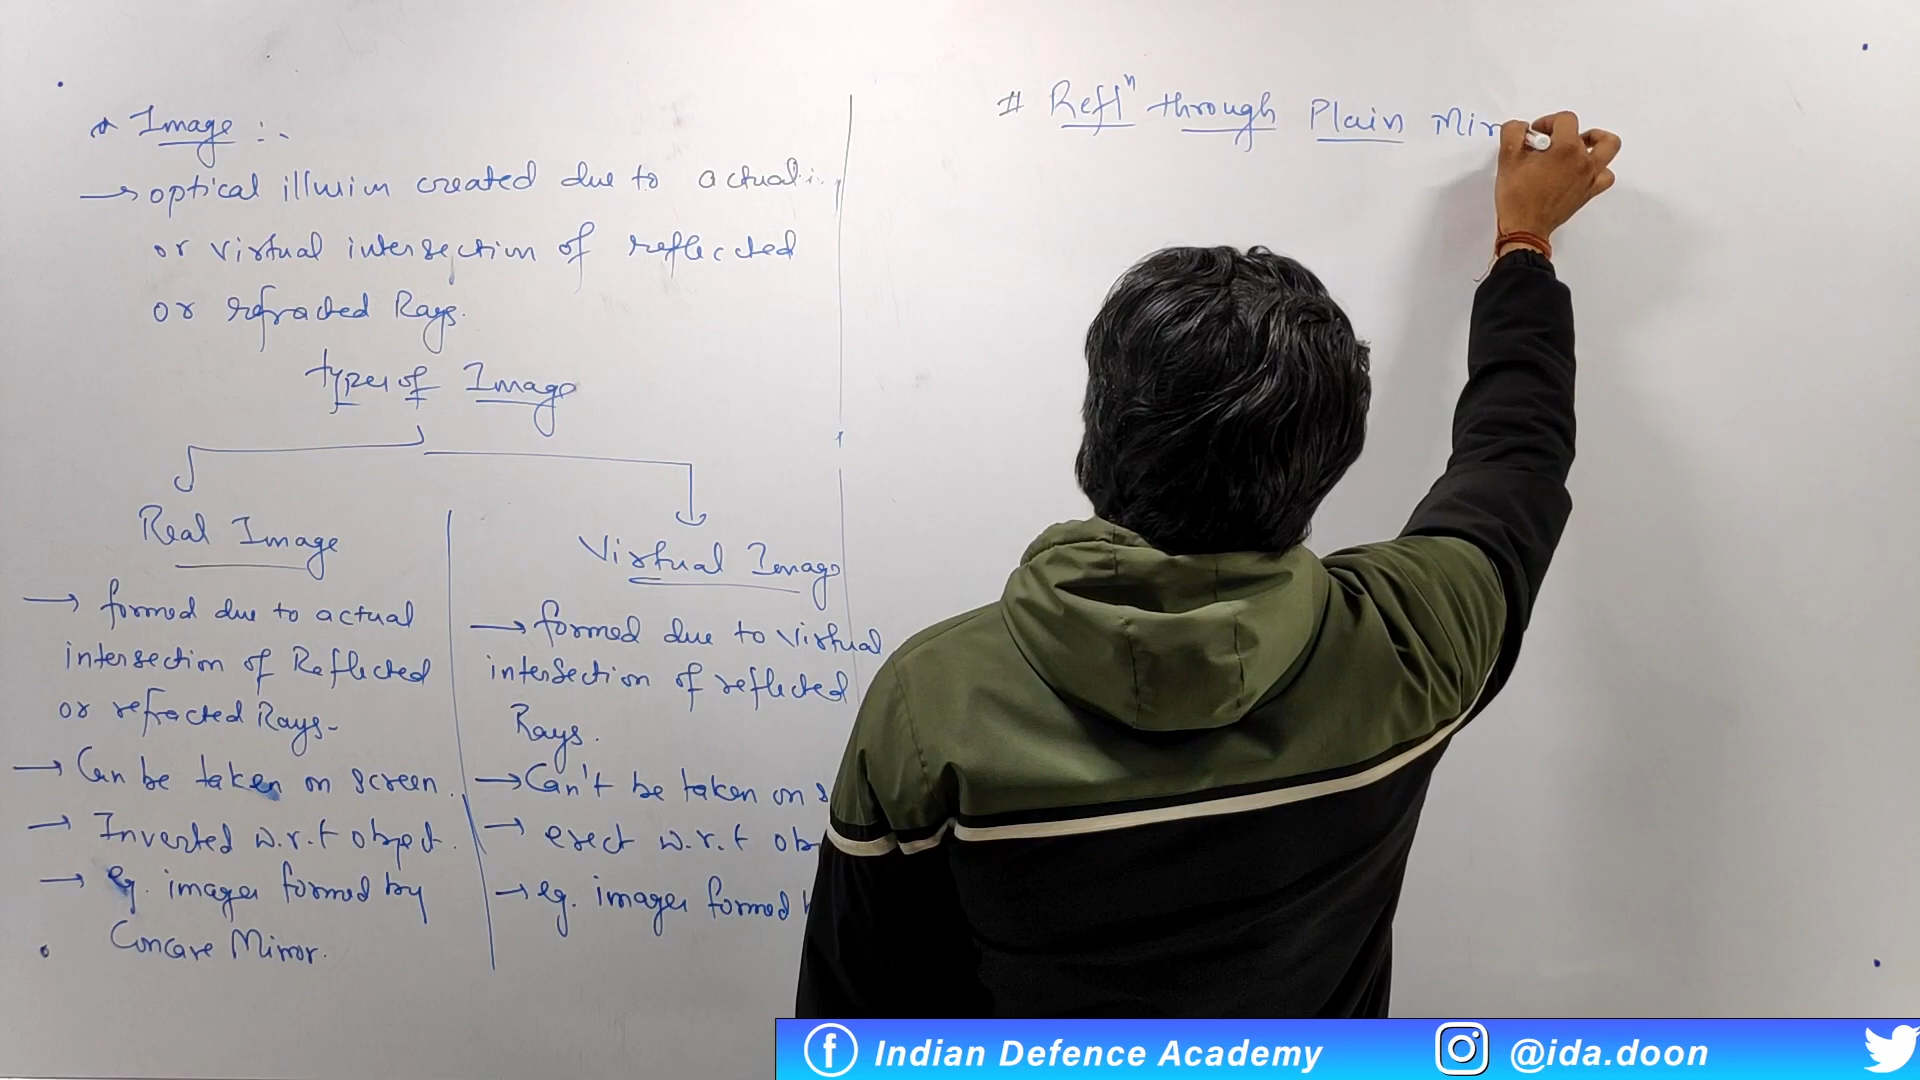 * Image :-
→ optical illusion created due to actual
or virtual intersection of reflected
or refracted Rays.
types of Image
Real Image
→ formed due to actual
intersection of Reflected
or refracted Rays-
→ Can be taken on screen.
→ Inverted w.r.t object.
→ eg. images formed by
Concave Mirror.
Virtual Image
→ formed due to Virtual
intersection of reflected
Rays.
→ Can't be taken on s
→ erect w.r.t ob
→ eg. images formed
# Reflⁿ through Plain Mir
Indian Defence Academy
@ida.doon